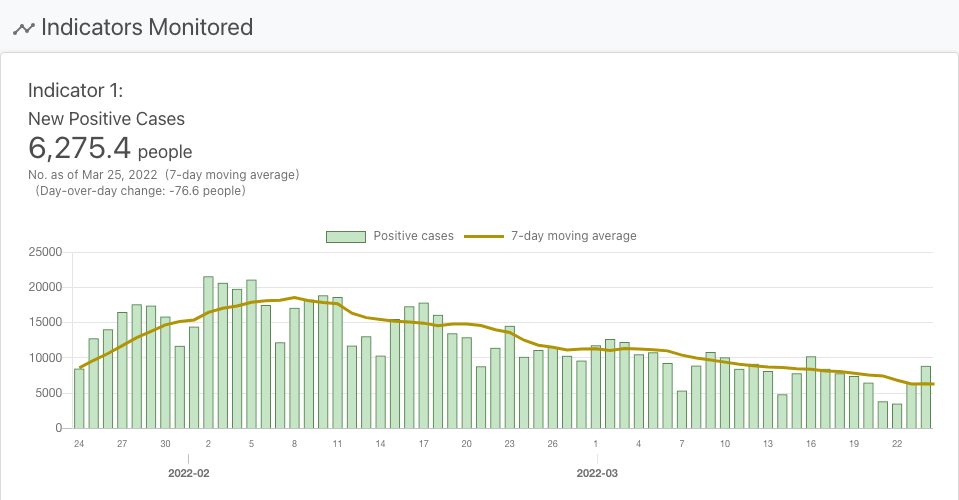 Indicators Monitored
Indicator 1:
New Positive Cases
6,275.4 people
No. as of Mar 25, 2022 (7-day moving average)
(Day-over-day change: -76.6 people)
Positive cases 7-day moving average
25000
20000
15000
10000
5000
0
24 27 30 2 5 8 11 14 17 20 23 26 1 4 7 10 13 16 19 22
2022-02 2022-03